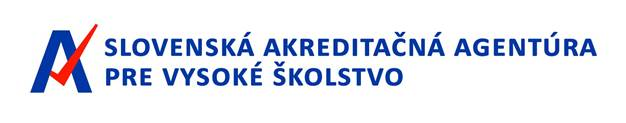 SLOVENSKÁ AKREDITAČNÁ AGENTÚRA
PRE VYSOKÉ ŠKOLSTVO